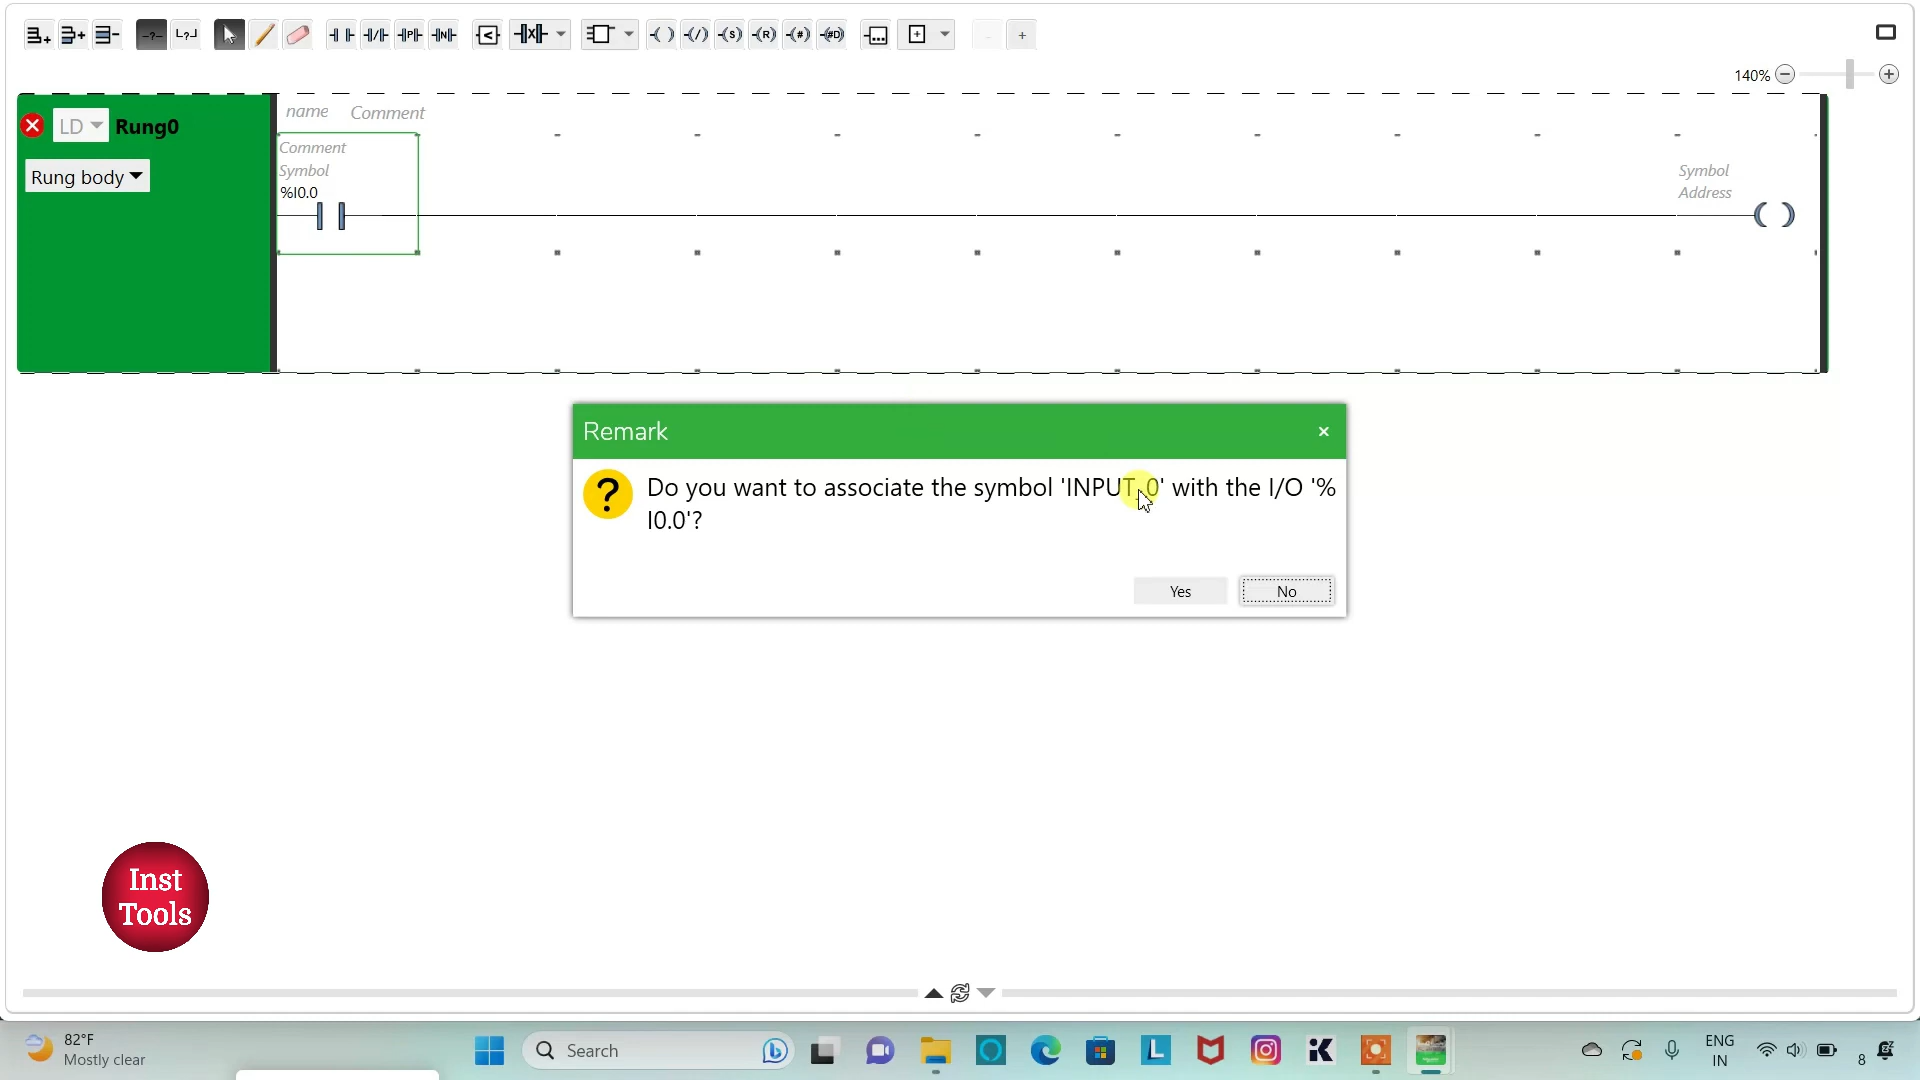 140%
name Comment
LD Rung0
Rung body
Comment
Symbol
%I0.0
Symbol
Address
Remark
Do you want to associate the symbol 'INPUT_0' with the I/O '%
I0.0'?
Yes
No
Inst
Tools
82°F
Mostly clear
Search
ENG
IN
8